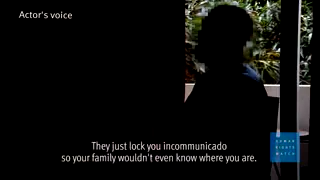 Actor's voice
They just lock you incommunicado
so your family wouldn't even know where you are.
HUMAN
RIGHTS
WATCH